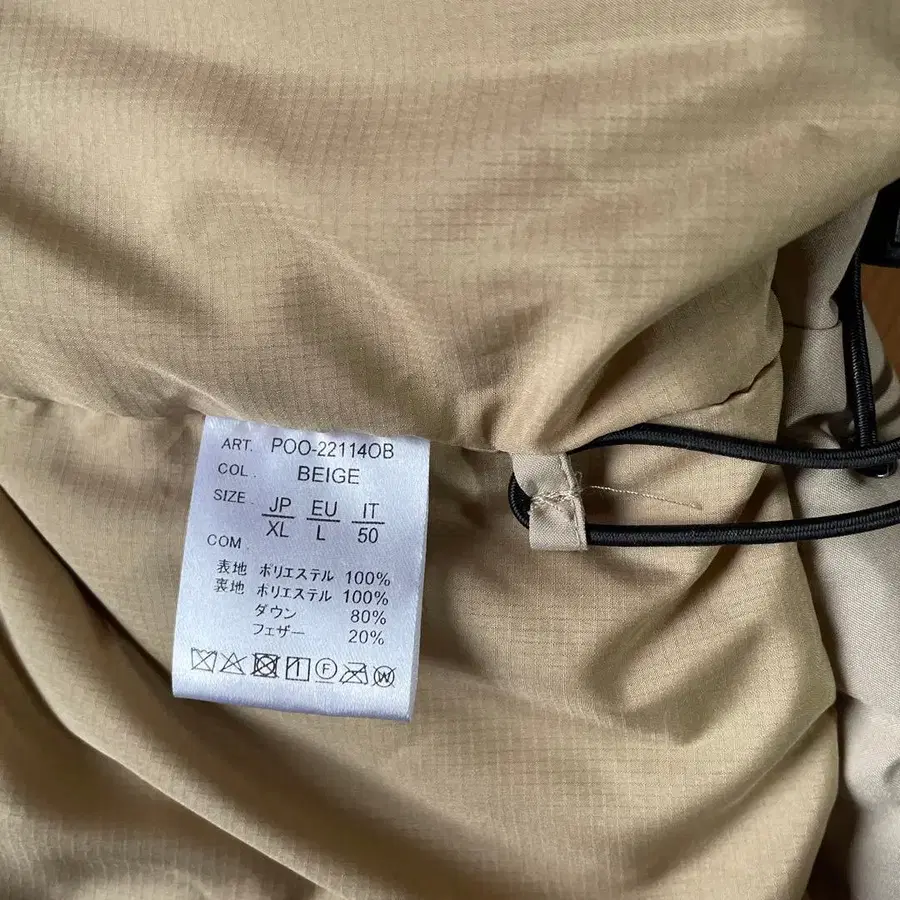 ART. POO-22114OB
COL. BEIGE
SIZE. JP EU IT
XL L 50
COM.
表地 ポリエステル 100%
裏地 ポリエステル 100%
ダウン 80%
フェザー 20%
F W